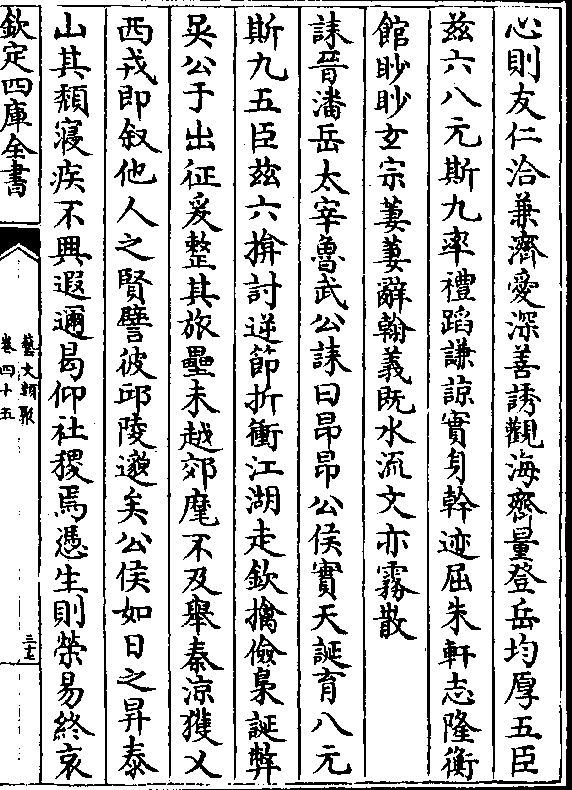 心則友仁洽兼濟愛深善誘觀海齊量登岳均厚五臣
兹六八元斯九率禮蹈謙諒實身幹迹屈朱軒志隆衡
館眇眇玄宗萋萋辭翰義既水流文亦霧散
誄晉潘岳太宰魯武公誄曰昂昂公侯實天誕育八元
斯九五臣兹六揜討逆節折衝江湖走欽擒儉梟誕弊
吳公于出征爰整其旅壘未越郊麾不及舉秦涼獲乂
西戎即叙他人之賢譬彼邱陵邈矣公侯如日之昇泰
山其頽寢疾不興遐邇曷仰社稷焉憑生則榮易終哀
欽定四庫全書
藝文類聚
卷四十五
三十三